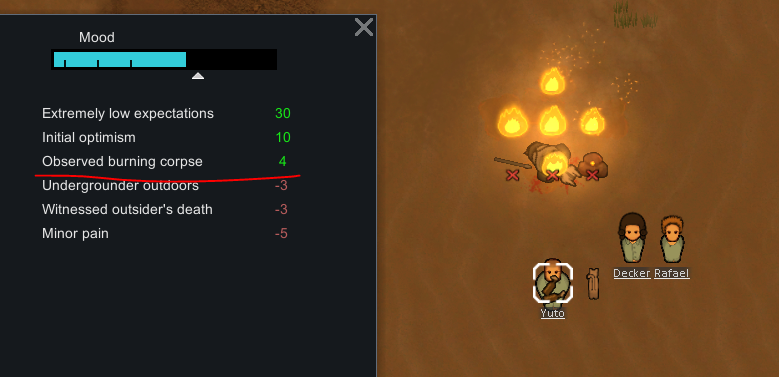 Mood
Extremely low expectations 30
Initial optimism 10
Observed burning corpse 4
Undergrounder outdoors -3
Witnessed outsider's death -3
Minor pain -5
Decker Rafael
Yuto